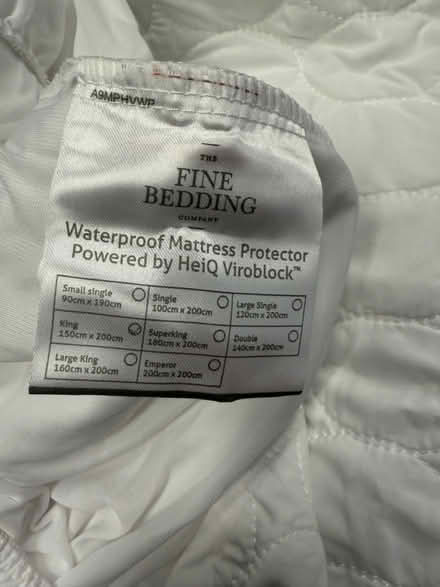 A9MPHVWP
THE
FINE
BEDDING
COMPANY
Waterproof Mattress Protector
Powered by HeiQ Viroblock™
Small single
90cm x 190cm
Single
100cm x 200cm
Large Single
120cm x 200cm
King
150cm x 200cm
Superking
180cm x 200cm
Double
140cm x 200cm
Large King
160cm x 200cm
Emperor
200cm x 200cm